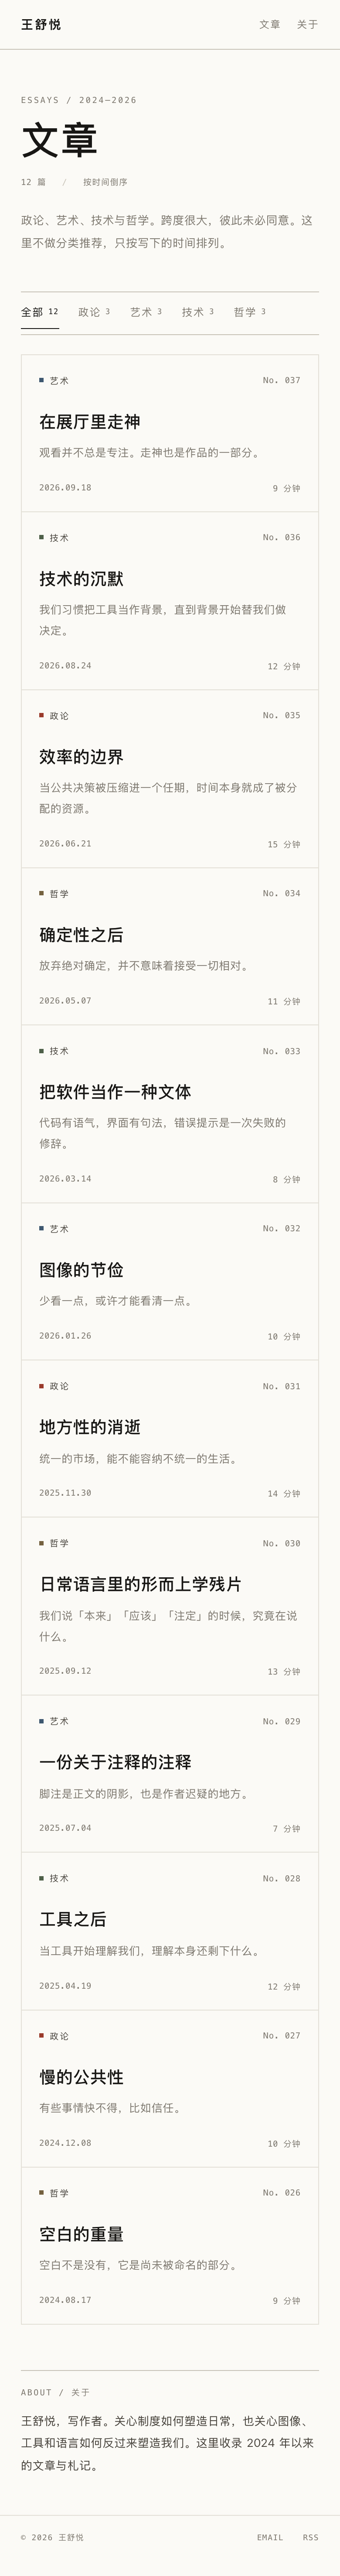 王舒悦
文章 关于
ESSAYS / 2024—2026
文章
12 篇 / 按时间倒序
政论、艺术、技术与哲学。跨度很大，彼此未必同意。这
里不做分类推荐，只按写下的时间排列。
全部 12 政论 3 艺术 3 技术 3 哲学 3
艺术 No. 037
在展厅里走神
观看并不总是专注。走神也是作品的一部分。
2026.09.18 9 分钟
技术 No. 036
技术的沉默
我们习惯把工具当作背景，直到背景开始替我们做
决定。
2026.08.24 12 分钟
政论 No. 035
效率的边界
当公共决策被压缩进一个任期，时间本身就成了被分
配的资源。
2026.06.21 15 分钟
哲学 No. 034
确定性之后
放弃绝对确定，并不意味着接受一切相对。
2026.05.07 11 分钟
技术 No. 033
把软件当作一种文体
代码有语气，界面有句法，错误提示是一次失败的
修辞。
2026.03.14 8 分钟
艺术 No. 032
图像的节俭
少看一点，或许才能看清一点。
2026.01.26 10 分钟
政论 No. 031
地方性的消逝
统一的市场，能不能容纳不统一的生活。
2025.11.30 14 分钟
哲学 No. 030
日常语言里的形而上学残片
我们说「本来」「应该」「注定」的时候，究竟在说
什么。
2025.09.12 13 分钟
艺术 No. 029
一份关于注释的注释
脚注是正文的阴影，也是作者迟疑的地方。
2025.07.04 7 分钟
技术 No. 028
工具之后
当工具开始理解我们，理解本身还剩下什么。
2025.04.19 12 分钟
政论 No. 027
慢的公共性
有些事情快不得，比如信任。
2024.12.08 10 分钟
哲学 No. 026
空白的重量
空白不是没有，它是尚未被命名的部分。
2024.08.17 9 分钟
ABOUT / 关于
王舒悦，写作者。关心制度如何塑造日常，也关心图像、
工具和语言如何反过来塑造我们。这里收录 2024 年以来
的文章与札记。
© 2026 王舒悦 EMAIL RSS